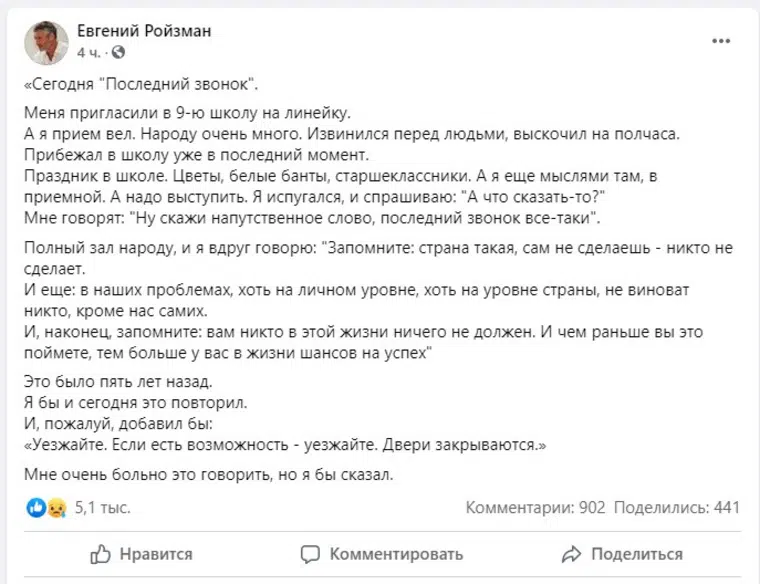 Евгений Ройзман
4 ч. ·
«Сегодня "Последний звонок".
Меня пригласили в 9-ю школу на линейку.
А я прием вел. Народу очень много. Извинился перед людьми, выскочил на полчаса.
Прибежал в школу уже в последний момент.
Праздник в школе. Цветы, белые банты, старшеклассники. А я еще мыслями там, в
приемной. А надо выступить. Я испугался, и спрашиваю: "А что сказать-то?"
Мне говорят: "Ну скажи напутственное слово, последний звонок все-таки".
Полный зал народу, и я вдруг говорю: "Запомните: страна такая, сам не сделаешь - никто не
сделает.
И еще: в наших проблемах, хоть на личном уровне, хоть на уровне страны, не виноват
никто, кроме нас самих.
И, наконец, запомните: вам никто в этой жизни ничего не должен. И чем раньше вы это
поймете, тем больше у вас в жизни шансов на успех"
Это было пять лет назад.
Я бы и сегодня это повторил.
И, пожалуй, добавил бы:
«Уезжайте. Если есть возможность - уезжайте. Двери закрываются.»
Мне очень больно это говорить, но я бы сказал.
5,1 тыс. Комментарии: 902 Поделились: 441
Нравится Комментировать Поделиться